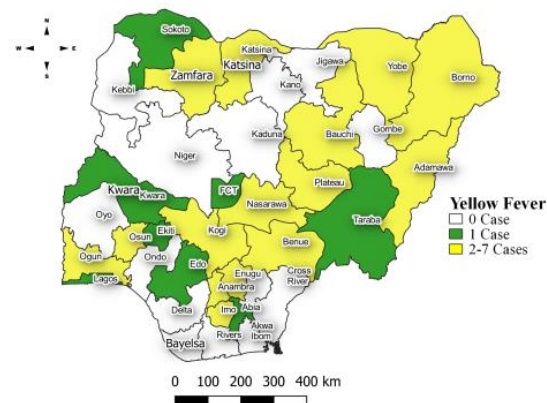 N
W E
S
Sokoto
Katsina
Zamfara
Katsina
Jigawa
Yobe
Borno
Kebbi
Kano
Bauchi
Gombe
Kaduna
Niger
Adamawa
Kwara
Kwara
FCT
Plateau
Nasarawa
Taraba
Oyo
Ekiti
Kogi
Osun
Benue
Ogun
Ondo
Edo
Enugu
Cross
River
Lagos
Anambra
Delta
Imo
Abia
Akwa
Ibom
Rivers
Bayelsa
Yellow Fever
0 Case
1 Case
2-7 Cases
0 100 200 300 400 km